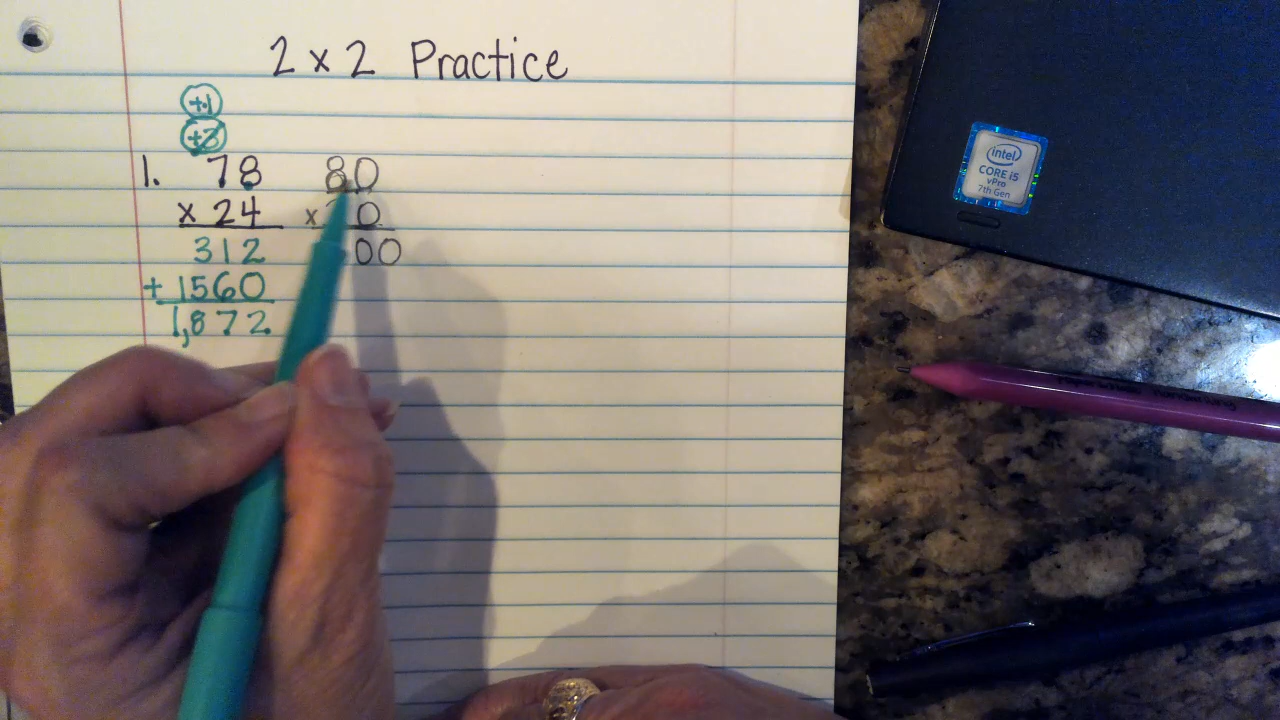 2 x 2 Practice
+1
+3
1. 78 80
x 24 x 0
312 00
+ 1560
1,872
intel
CORE i5
vPro
7th Gen